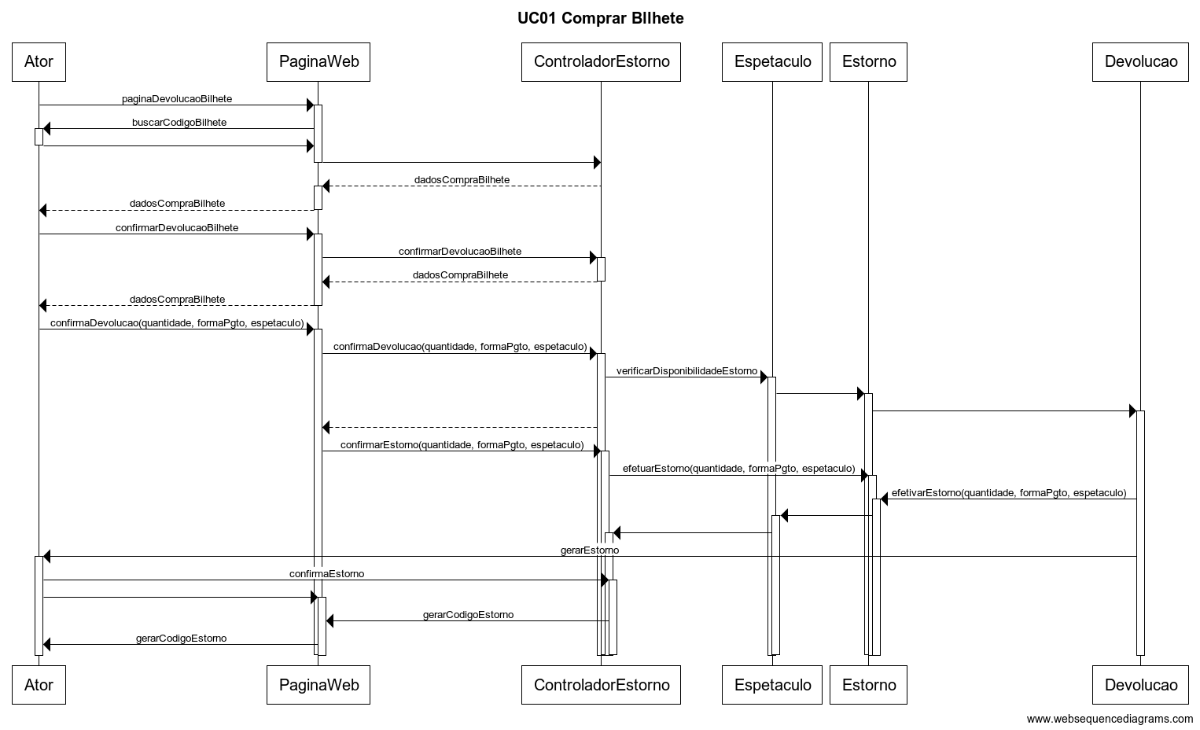 UC01 Comprar BIlhete
Ator
PaginaWeb
ControladorEstorno
Espetaculo
Estorno
Devolucao
paginaDevolucaoBilhete
buscarCodigoBilhete
dadosCompraBilhete
dadosCompraBilhete
confirmarDevolucaoBilhete
confirmarDevolucaoBilhete
dadosCompraBilhete
dadosCompraBilhete
confirmaDevolucao(quantidade, formaPgto, espetaculo)
confirmaDevolucao(quantidade, formaPgto, espetaculo)
verificarDisponibilidadeEstorno
confirmarEstorno(quantidade, formaPgto, espetaculo)
efetuarEstorno(quantidade, formaPgto, espetaculo)
efetivarEstorno(quantidade, formaPgto, espetaculo)
gerarEstorno
confirmaEstorno
gerarCodigoEstorno
gerarCodigoEstorno
Ator
PaginaWeb
ControladorEstorno
Espetaculo
Estorno
Devolucao
www.websequencediagrams.com